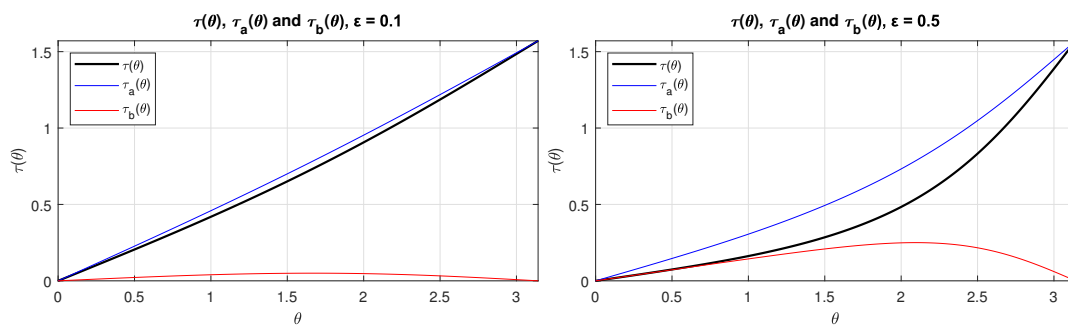 τ(θ), τa(θ) and τb(θ), ε = 0.1
1.5
1
0.5
0
τ(θ)
τ(θ)
τa(θ)
τb(θ)
0 0.5 1 1.5 2 2.5 3
θ
τ(θ), τa(θ) and τb(θ), ε = 0.5
1.5
1
0.5
0
τ(θ)
τ(θ)
τa(θ)
τb(θ)
0 0.5 1 1.5 2 2.5 3
θ